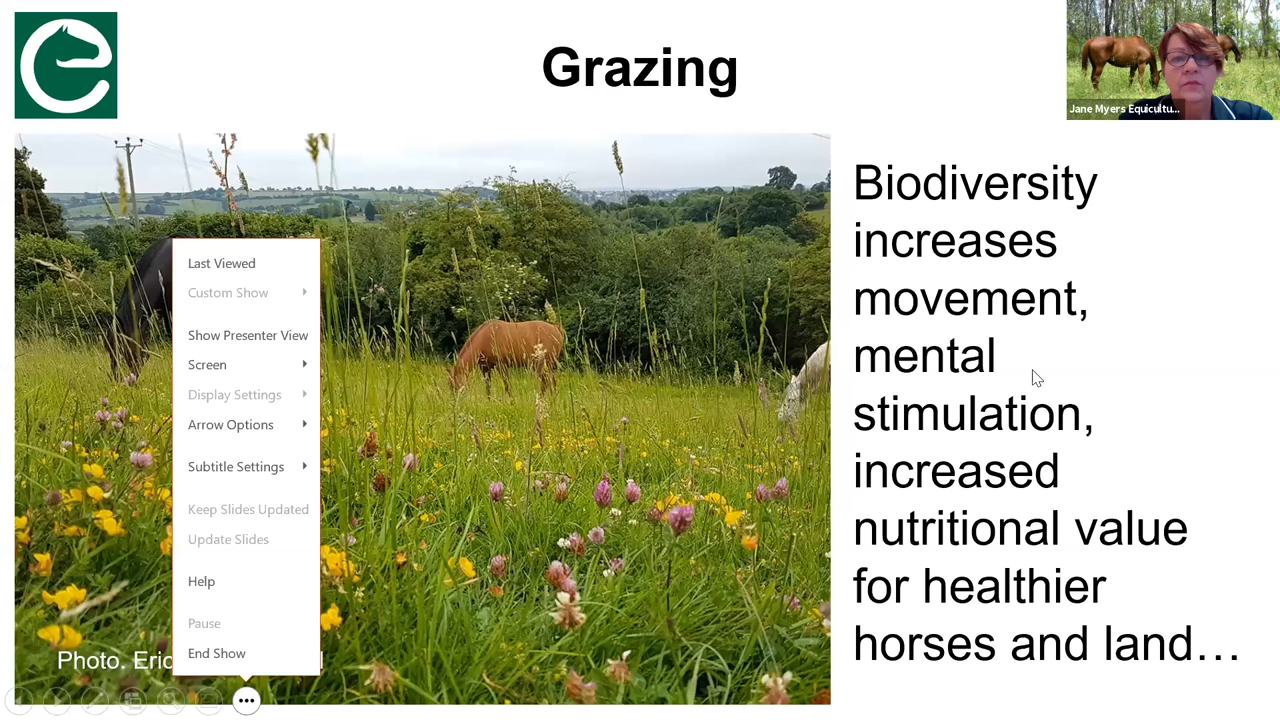 Grazing
Jane Myers Equicultu...
Biodiversity
increases
movement,
mental
stimulation,
increased
nutritional value
for healthier
horses and land…
Last Viewed
Custom Show
Show Presenter View
Screen
Display Settings
Arrow Options
Subtitle Settings
Keep Slides Updated
Update Slides
Help
Pause
End Show
Photo.